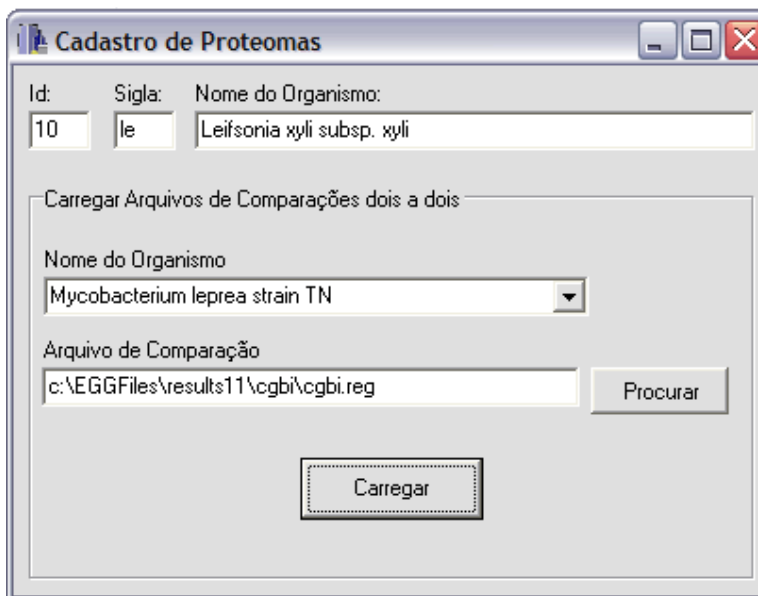 Cadastro de Proteomas
Id: Sigla: Nome do Organismo:
10 le Leifsonia xyli subsp. xyli
Carregar Arquivos de Comparações dois a dois
Nome do Organismo
Mycobacterium leprea strain TN
Arquivo de Comparação
c:\EGGFiles\results11\cgbi\cgbi.reg Procurar
Carregar